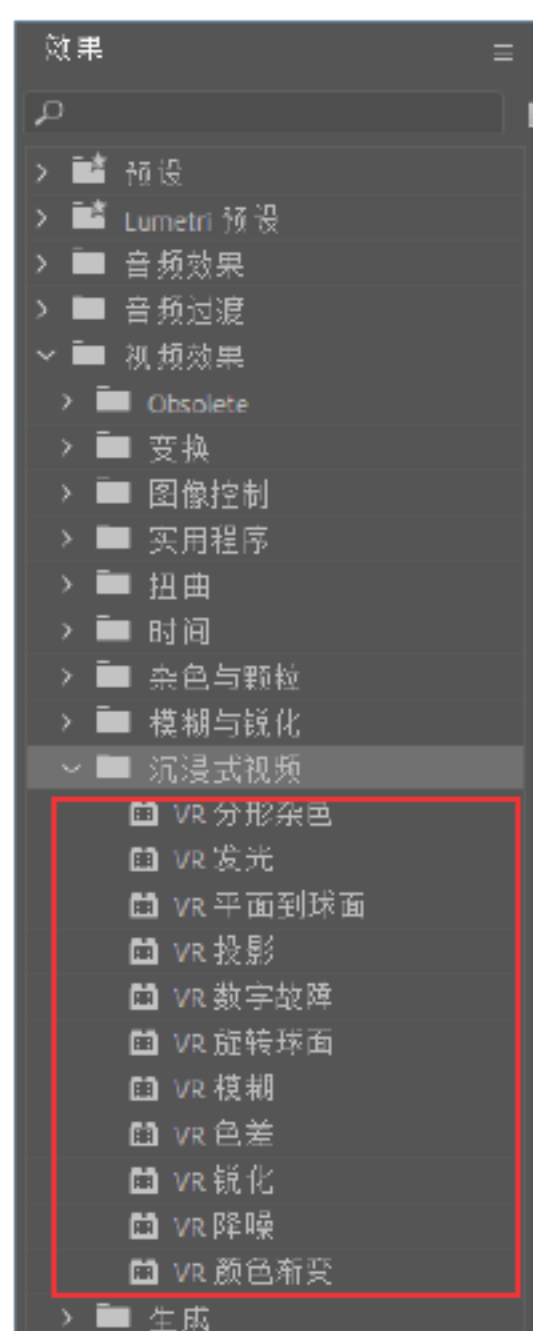 效果
预设
Lumetri 预设
音频效果
音频过渡
视频效果
Obsolete
变换
图像控制
实用程序
扭曲
时间
杂色与颗粒
模糊与锐化
沉浸式视频
VR 分形杂色
VR 发光
VR 平面到球面
VR 投影
VR 数字故障
VR 旋转球面
VR 模糊
VR 色差
VR 锐化
VR 降噪
VR 颜色渐变
生成